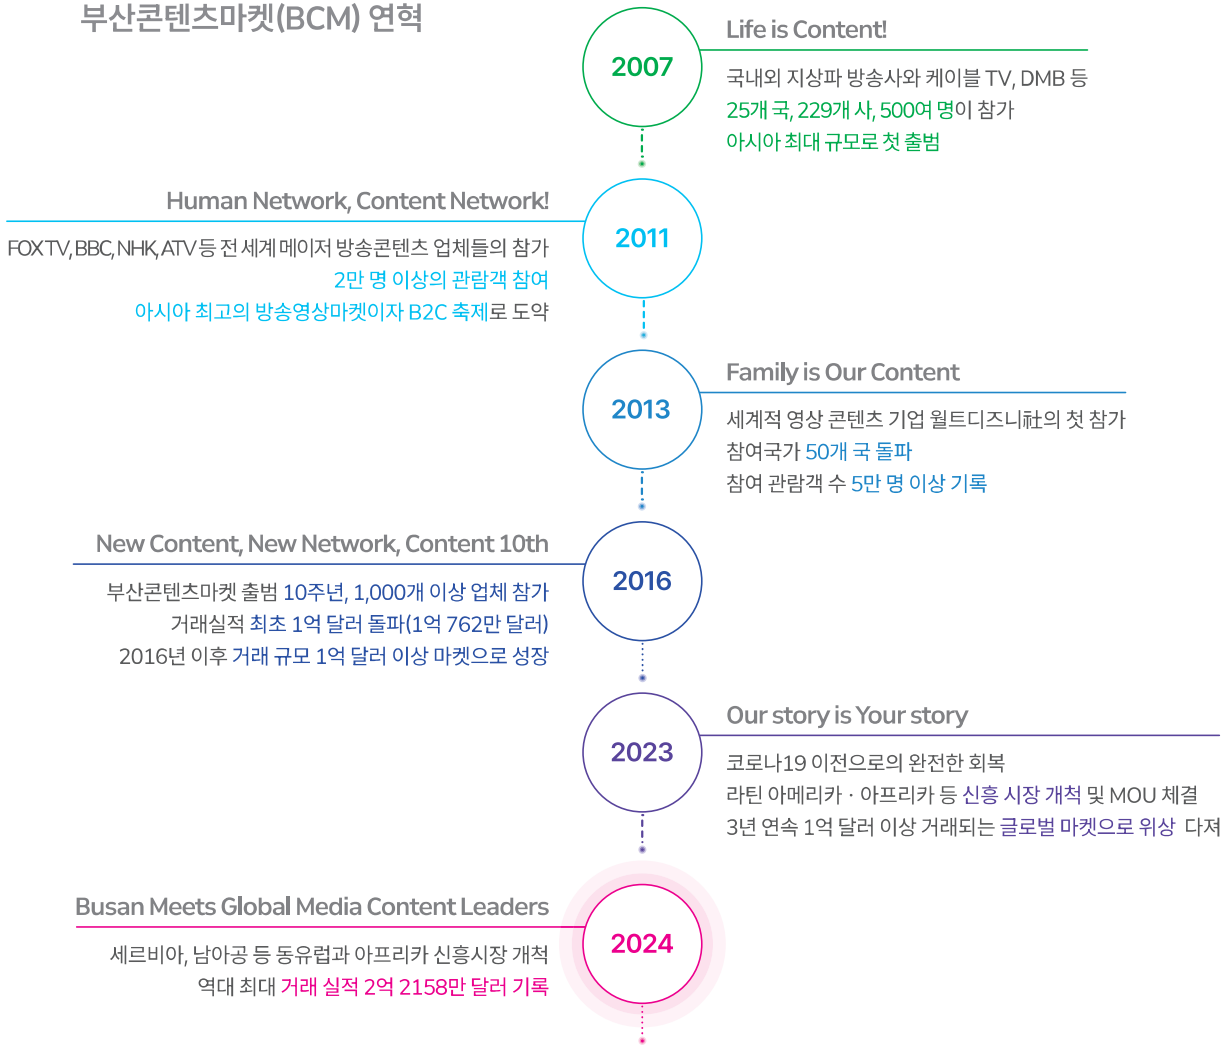 부산콘텐츠마켓(BCM) 연혁
2007
Life is Content!
국내외 지상파 방송사와 케이블 TV, DMB 등
25개 국, 229개 사, 500여 명이 참가
아시아 최대 규모로 첫 출범
2011
Human Network, Content Network!
FOX TV, BBC, NHK, ATV 등 전 세계 메이저 방송콘텐츠 업체들의 참가
2만 명 이상의 관람객 참여
아시아 최고의 방송영상마켓이자 B2C 축제로 도약
2013
Family is Our Content
세계적 영상 콘텐츠 기업 월트디즈니社의 첫 참가
참여국가 50개 국 돌파
참여 관람객 수 5만 명 이상 기록
2016
New Content, New Network, Content 10th
부산콘텐츠마켓 출범 10주년, 1,000개 이상 업체 참가
거래실적 최초 1억 달러 돌파(1억 762만 달러)
2016년 이후 거래 규모 1억 달러 이상 마켓으로 성장
2023
Our story is Your story
코로나19 이전으로의 완전한 회복
라틴 아메리카 · 아프리카 등 신흥 시장 개척 및 MOU 체결
3년 연속 1억 달러 이상 거래되는 글로벌 마켓으로 위상 다져
2024
Busan Meets Global Media Content Leaders
세르비아, 남아공 등 동유럽과 아프리카 신흥시장 개척
역대 최대 거래 실적 2억 2158만 달러 기록